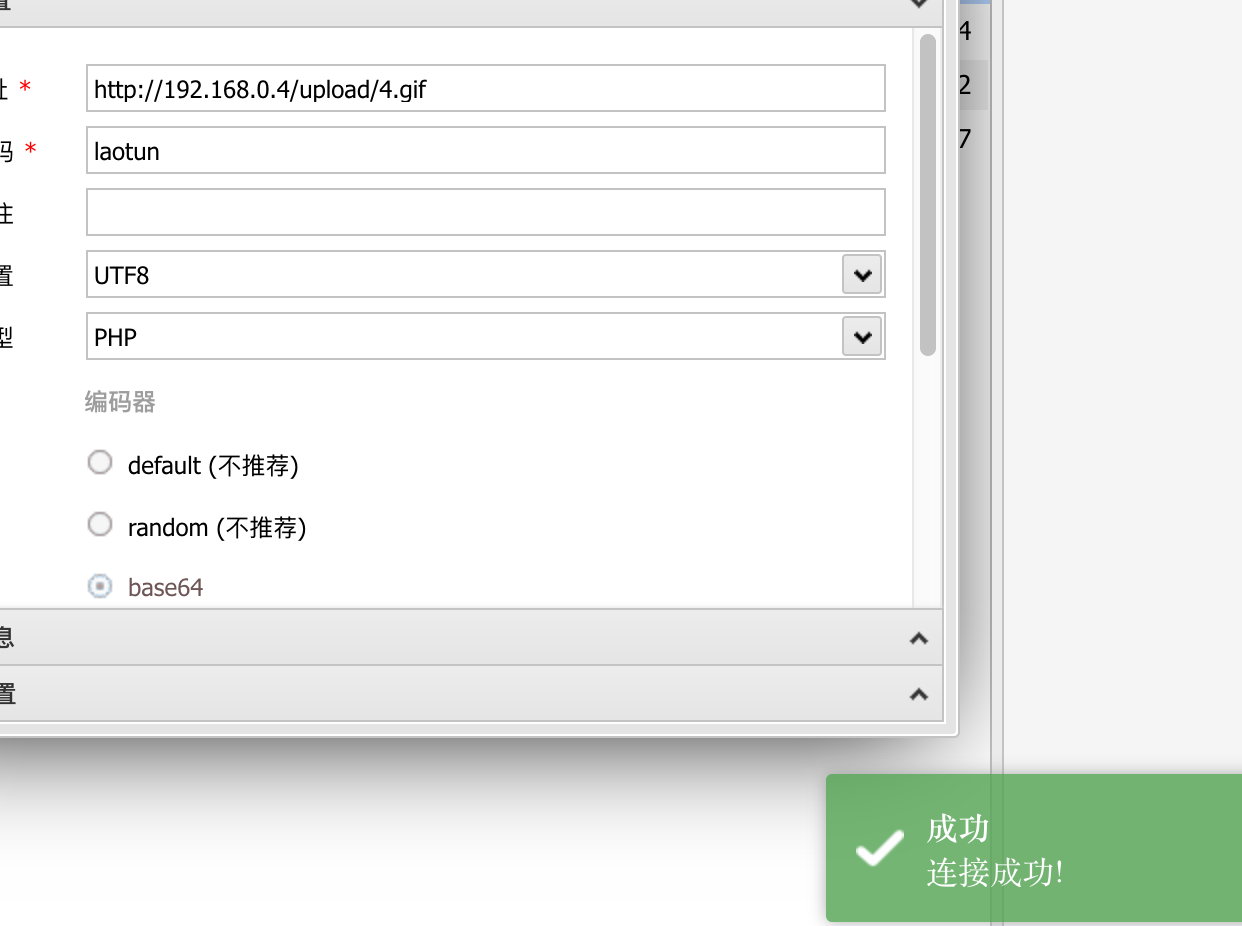 置
4
址 * http://192.168.0.4/upload/4.gif
2
码 * laotun
7
注
置 UTF8
型 PHP
编码器
default (不推荐)
random (不推荐)
base64
息
置
成功
连接成功!